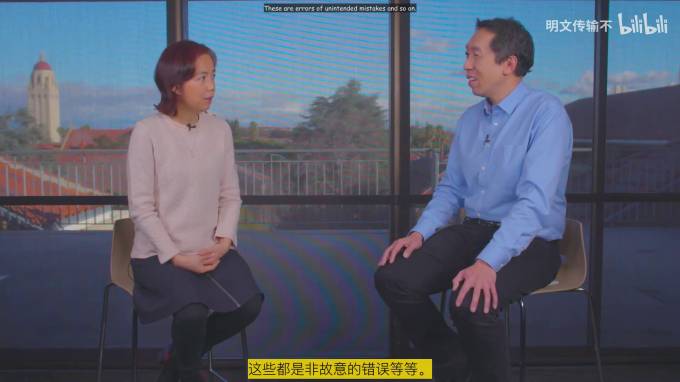 These are errors of unintended mistakes and so on.
明文传输不 bilibili
这些都是非故意的错误等等。